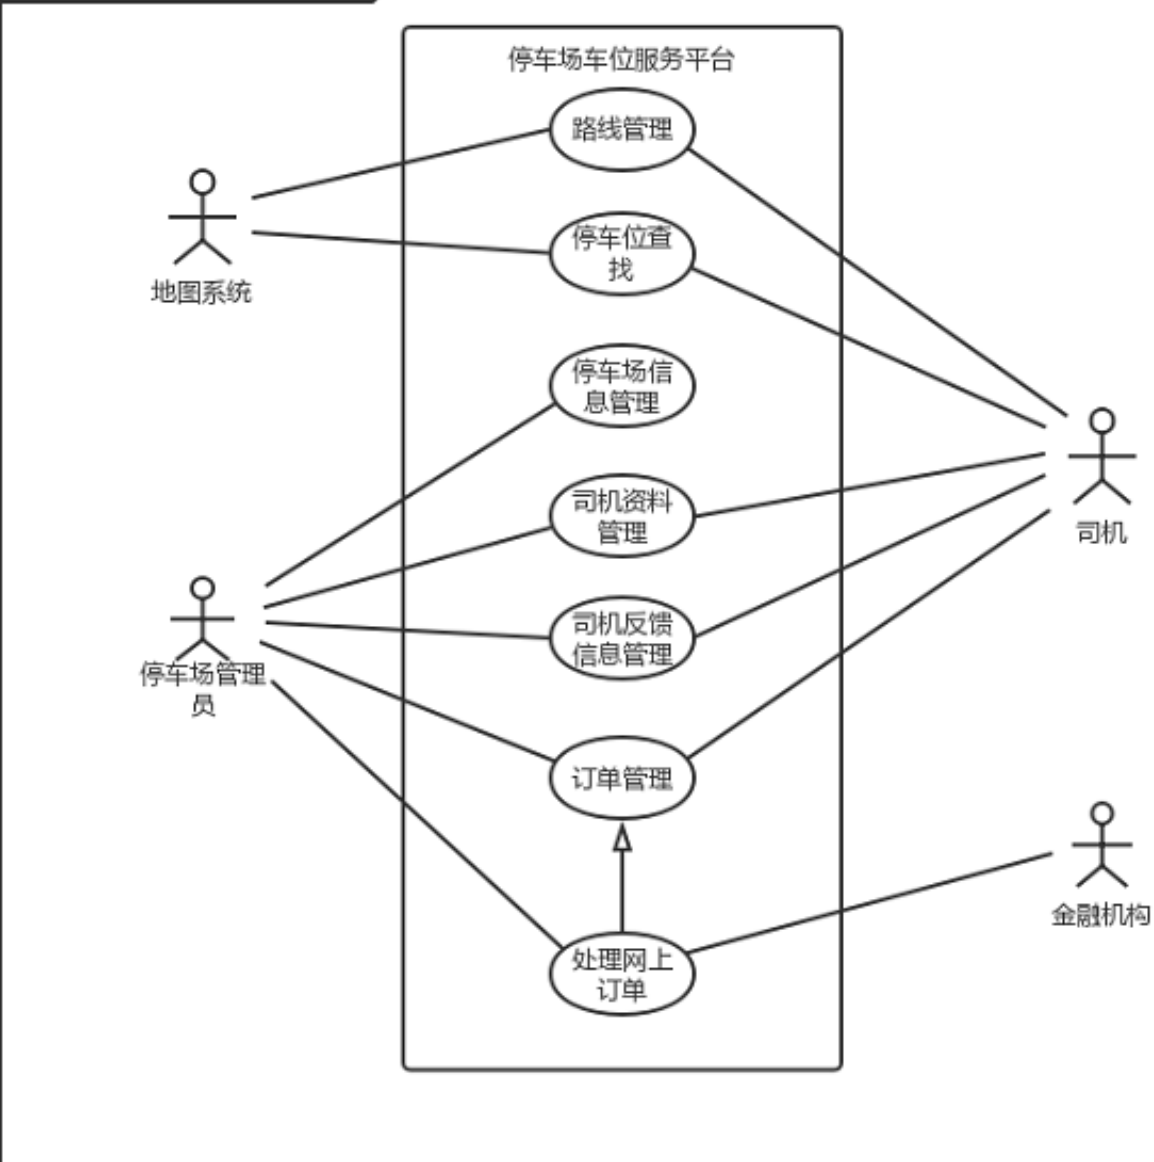 停车场车位服务平台
路线管理
停车位查
找
地图系统
停车场信
息管理
司机资料
管理
司机
司机反馈
信息管理
停车场管理
员
订单管理
金融机构
处理网上
订单